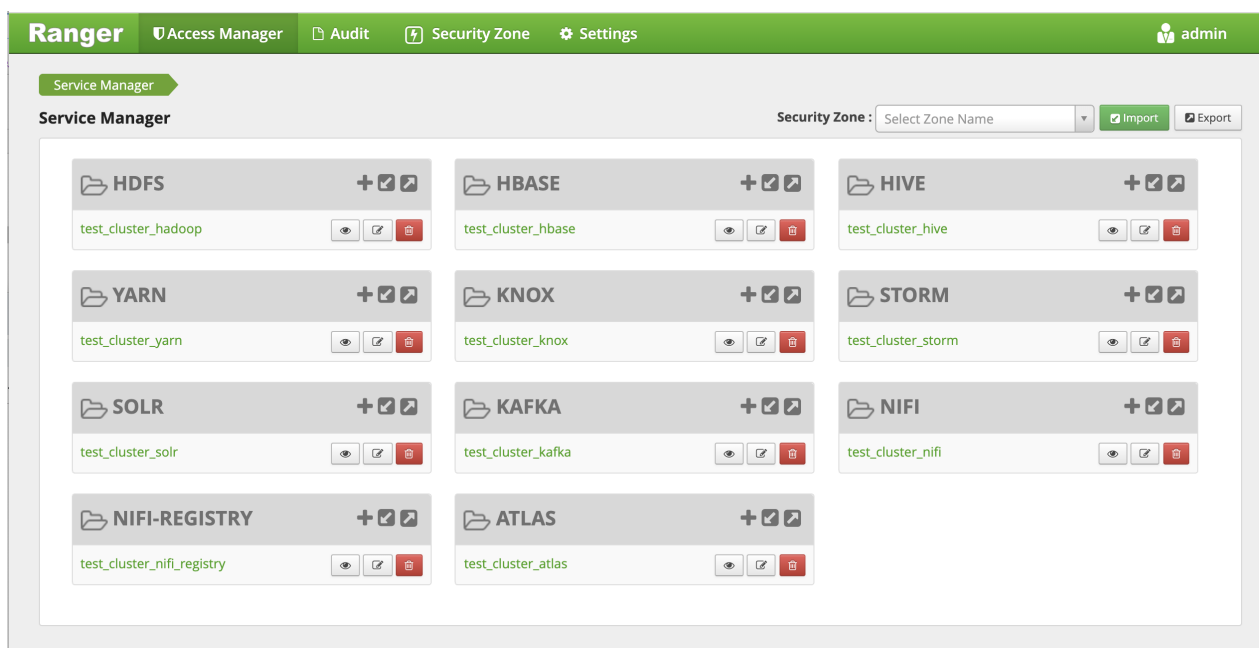 Ranger Access Manager Audit Security Zone Settings admin
Service Manager
Service Manager Security Zone : Select Zone Name Import Export
HDFS HBASE HIVE
test_cluster_hadoop test_cluster_hbase test_cluster_hive
YARN KNOX STORM
test_cluster_yarn test_cluster_knox test_cluster_storm
SOLR KAFKA NIFI
test_cluster_solr test_cluster_kafka test_cluster_nifi
NIFI-REGISTRY ATLAS
test_cluster_nifi_registry test_cluster_atlas